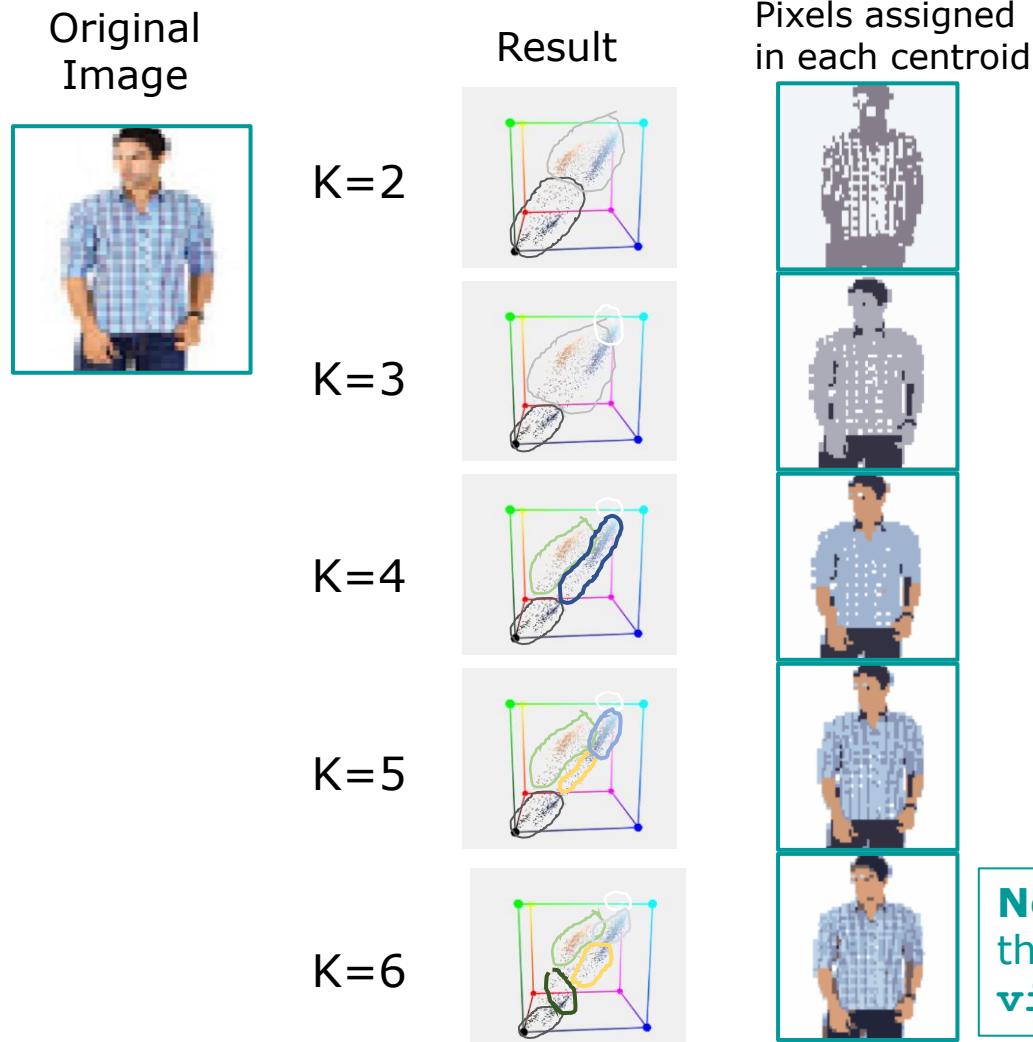 Original
Image
Result
Pixels assigned
in each centroid
K=2
K=3
K=4
K=5
K=6